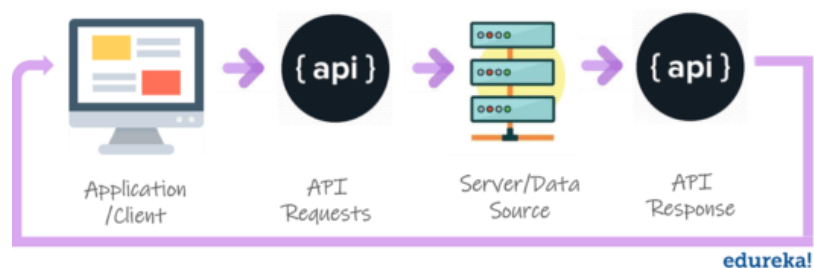 { api }
{ api }
Application
/Client
API
Requests
Server/Data
Source
API
Response
edureka!